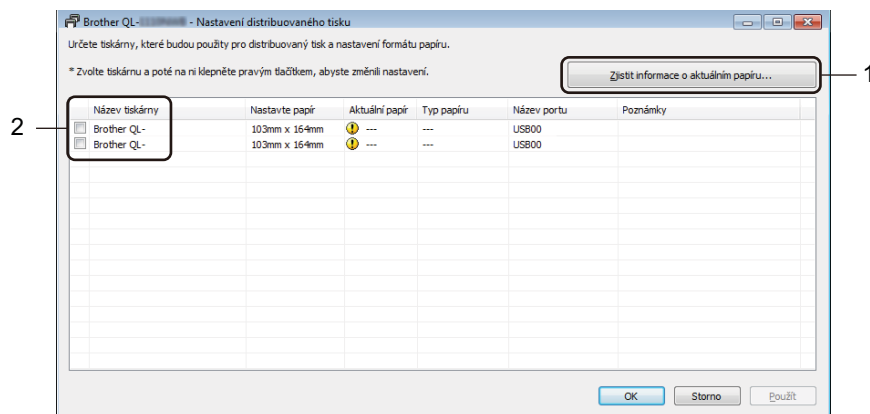 Brother QL- - Nastavení distribuovaného tisku
Určete tiskárny, které budou použity pro distribuovaný tisk a nastavení formátu papíru.
* Zvolte tiskárnu a poté na ni klepněte pravým tlačítkem, abyste změnili nastavení.
Zjistit informace o aktuálním papíru...
1
Název tiskárny Nastavte papír Aktuální papír Typ papíru Název portu Poznámky
2
Brother QL- 103mm x 164mm --- --- USB00
Brother QL- 103mm x 164mm --- --- USB00
OK Storno Použít